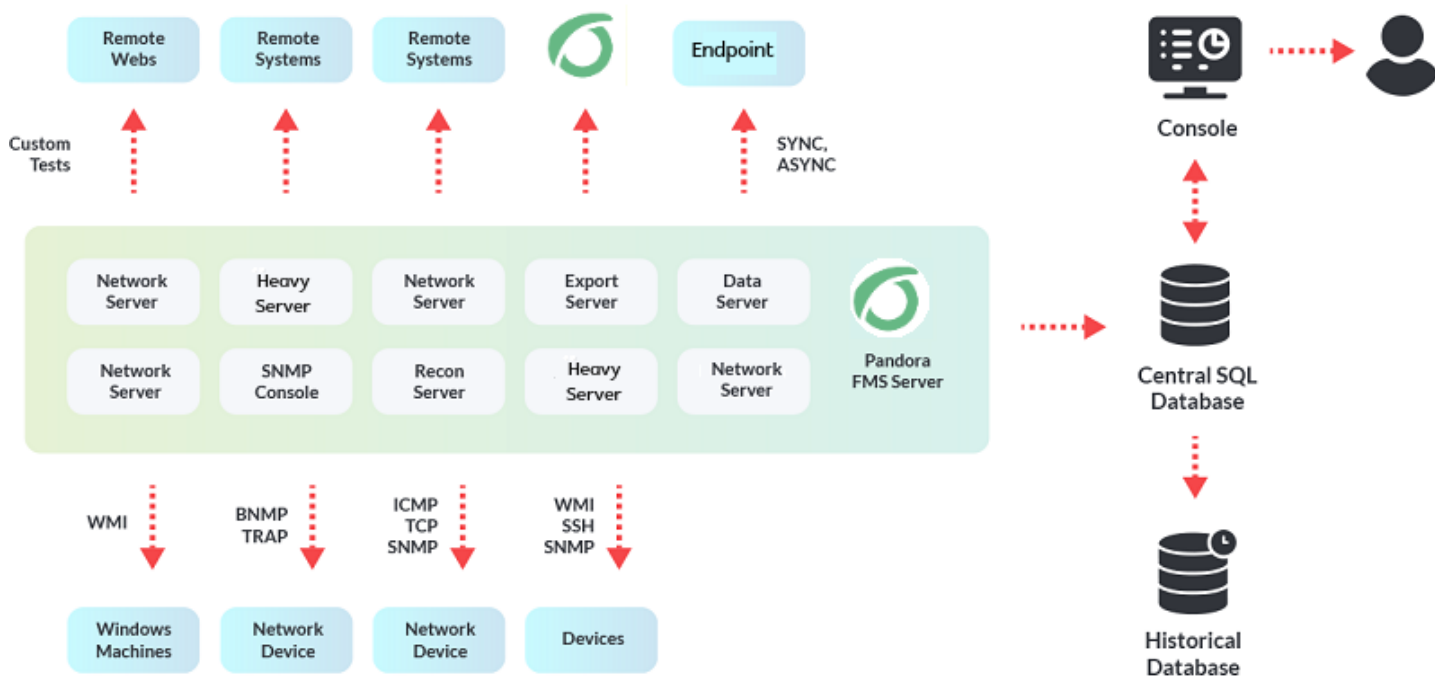 Remote
Webs
Remote
Systems
Remote
Systems
Endpoint
Console
Custom
Tests
SYNC,
ASYNC
Network
Server
Heavy
Server
Network
Server
Export
Server
Data
Server
Network
Server
SNMP
Console
Recon
Server
Heavy
Server
Network
Server
Pandora
FMS Server
Central SQL
Database
WMI
BNMP
TRAP
ICMP
TCP
SNMP
WMI
SSH
SNMP
Windows
Machines
Network
Device
Network
Device
Devices
Historical
Database